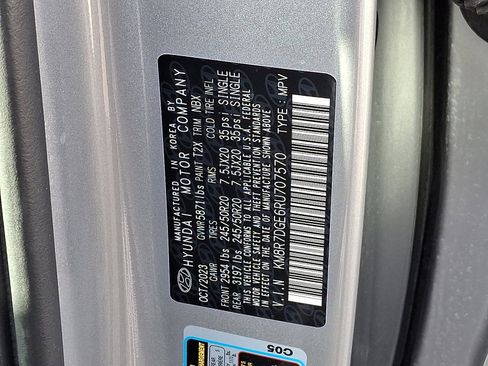 MANUFACTURED IN KOREA BY
HYUNDAI MOTOR COMPANY
OCT/2023 GVWR 5871 lbs PAINT T2X TRIM NBX
GAWR TIRES RIMS COLD TIRE INFL
FRONT 2954 lbs 245/50R20 7.5JX20 35psi SINGLE
REAR 3197 lbs 245/50R20 7.5JX20 35psi SINGLE
THIS VEHICLE CONFORMS TO ALL APPLICABLE U.S.A. FEDERAL
MOTOR VEHICLE SAFETY AND THEFT PREVENTION STANDARDS
IN EFFECT ON THE DATE OF MANUFACTURE SHOWN ABOVE
V.I.N KM8R7DGE6RU707570 TYPE : MPV
C05